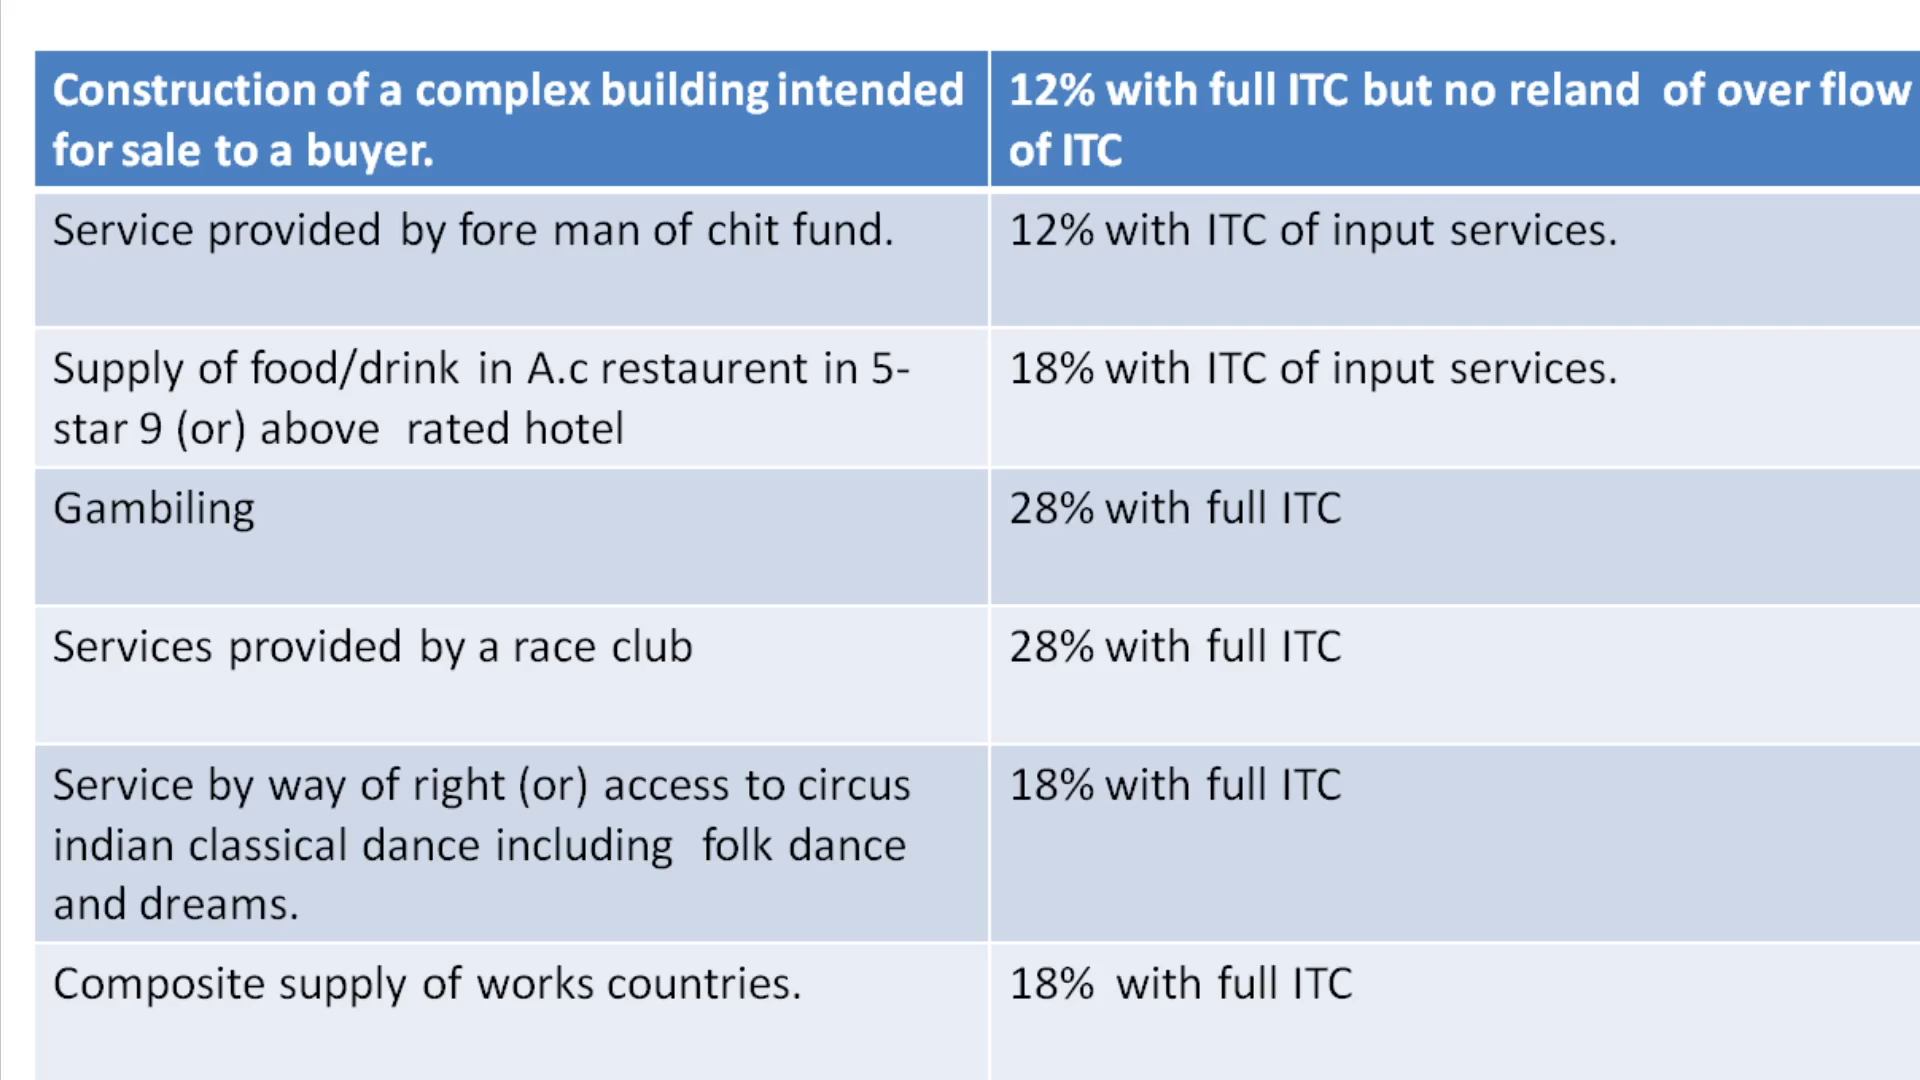 Construction of a complex building intended
for sale to a buyer.
12% with full ITC but no reland of over flow
of ITC
Service provided by fore man of chit fund.
12% with ITC of input services.
Supply of food/drink in A.c restaurent in 5-
star 9 (or) above rated hotel
18% with ITC of input services.
Gambiling
28% with full ITC
Services provided by a race club
28% with full ITC
Service by way of right (or) access to circus
indian classical dance including folk dance
and dreams.
18% with full ITC
Composite supply of works countries.
18% with full ITC